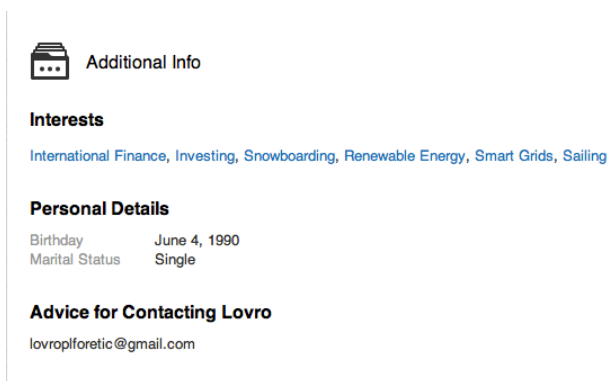 Additional Info
Interests
International Finance, Investing, Snowboarding, Renewable Energy, Smart Grids, Sailing
Personal Details
Birthday June 4, 1990
Marital Status Single
Advice for Contacting Lovro
lovroplforetic@gmail.com